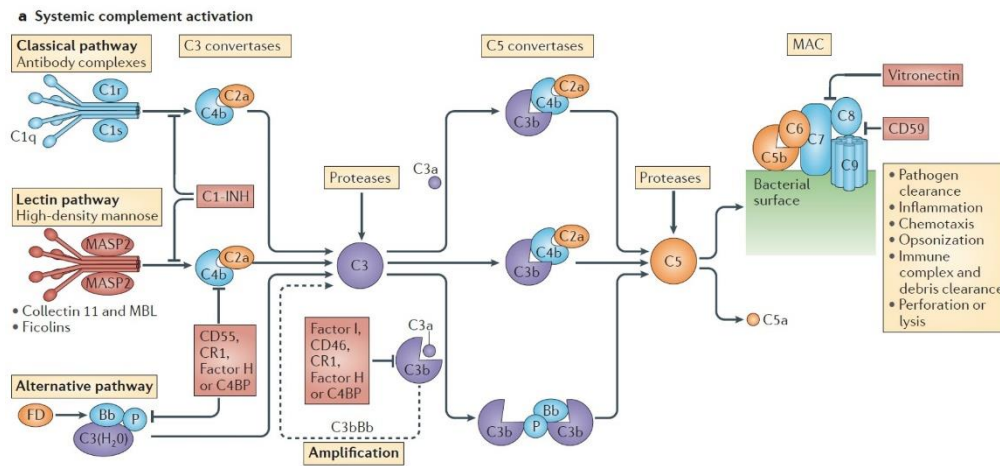 a Systemic complement activation
Classical pathway
Antibody complexes
C1r
C1s
C1q
C3 convertases
C2a
C4b
C5 convertases
C2a
C4b
C3b
MAC
Vitronectin
C6
C7
C8
C5b
C9
CD59
Bacterial
surface
C3a
Proteases
Proteases
C1-INH
Lectin pathway
High-density mannose
MASP2
MASP2
• Collectin 11 and MBL
• Ficolins
C2a
C4b
C3
C2a
C4b
C3b
C5
C5a
• Pathogen
clearance
• Inflammation
• Chemotaxis
• Opsonization
• Immune
complex and
debris clearance
• Perforation or
lysis
CD55,
CR1,
Factor H
or C4BP
Factor I,
CD46,
CR1,
Factor H
or C4BP
C3a
C3b
Alternative pathway
FD
Bb
P
C3(H₂0)
C3bBb
Amplification
C3b
P
Bb
C3b